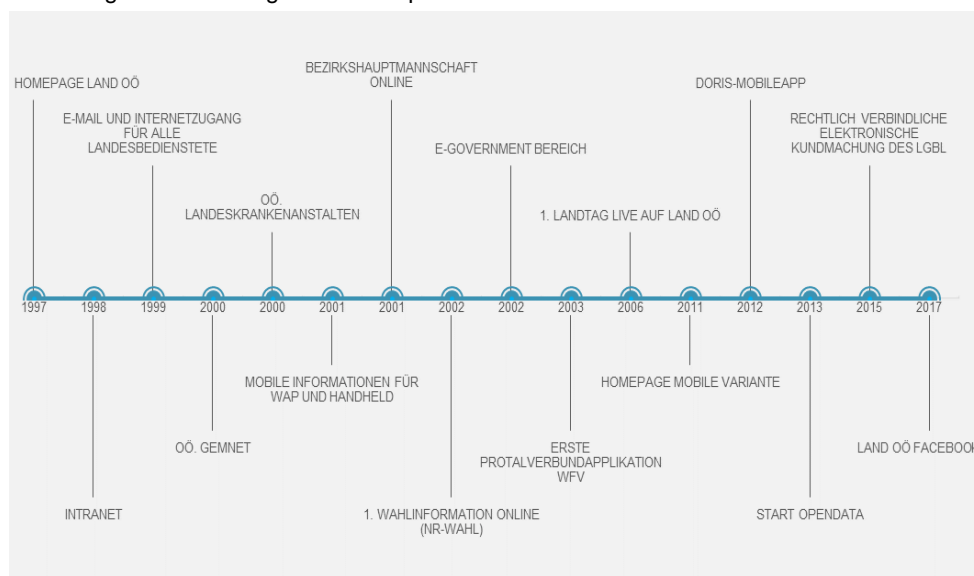 HOMEPAGE LAND OÖ
E-MAIL UND INTERNETZUGANG
FÜR ALLE
LANDESBEDIENSTETE
OÖ.
LANDESKRANKENANSTALTEN
BEZIRKSHAUPTMANNSCHAFT
ONLINE
E-GOVERNMENT BEREICH
1. LANDTAG LIVE AUF LAND OÖ
DORIS-MOBILEAPP
RECHTLICH VERBINDLICHE
ELEKTRONISCHE
KUNDMACHUNG DES LGBL
1997 1998 1999 2000 2000 2001 2001 2002 2002 2003 2006 2011 2012 2013 2015 2017
INTRANET
OÖ. GEMNET
MOBILE INFORMATIONEN FÜR
WAP UND HANDHELD
1. WAHLINFORMATION ONLINE
(NR-WAHL)
ERSTE
PROTALVERBUNDAPPLIKATION
WFV
HOMEPAGE MOBILE VARIANTE
START OPENDATA
LAND OÖ FACEBOOK